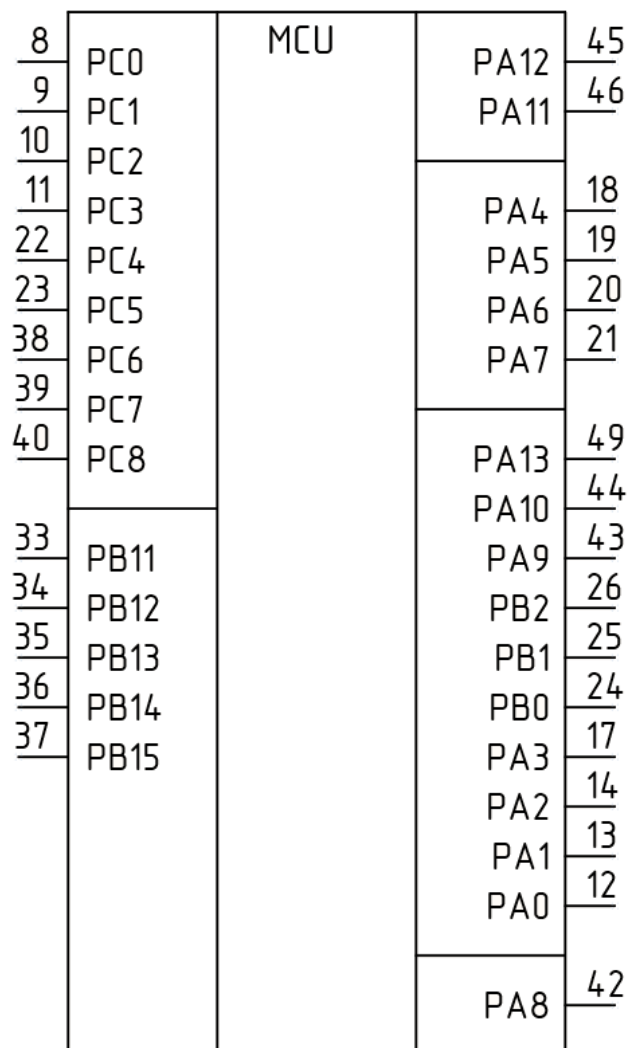 MCU
8 PC0
9 PC1
10 PC2
11 PC3
22 PC4
23 PC5
38 PC6
39 PC7
40 PC8
33 PB11
34 PB12
35 PB13
36 PB14
37 PB15
PA12 45
PA11 46
PA4 18
PA5 19
PA6 20
PA7 21
PA13 49
PA10 44
PA9 43
PB2 26
PB1 25
PB0 24
PA3 17
PA2 14
PA1 13
PA0 12
PA8 42